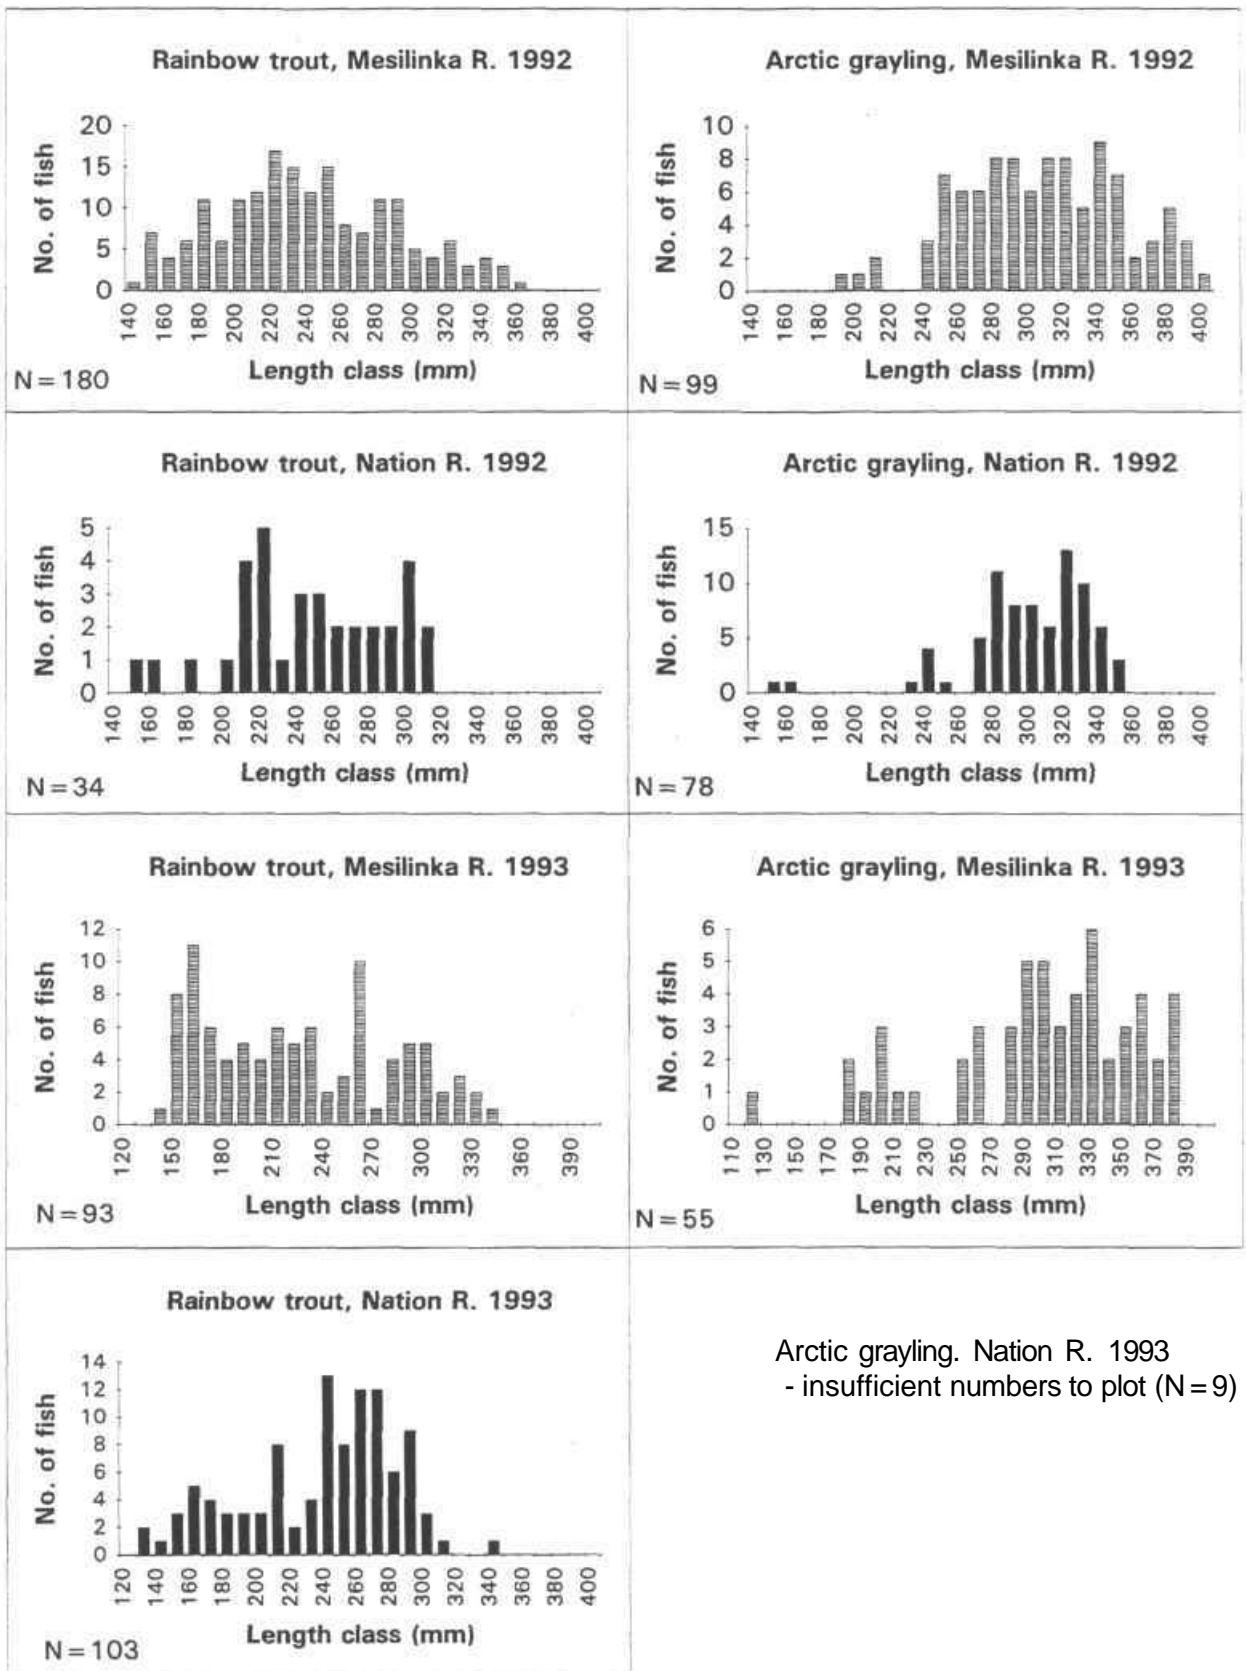 Rainbow trout, Mesilinka R. 1992
No. of fish
20
15
10
5
0
140 160 180 200 220 240 260 280 300 320 340 360 380 400
Length class (mm)
N = 180
Arctic grayling, Mesilinka R. 1992
No. of fish
10
8
6
4
2
0
140 160 180 200 220 240 260 280 300 320 340 360 380 400
Length class (mm)
N = 99
Rainbow trout, Nation R. 1992
No. of fish
5
4
3
2
1
0
140 160 180 200 220 240 260 280 300 320 340 360 380 400
Length class (mm)
N = 34
Arctic grayling, Nation R. 1992
No. of fish
15
10
5
0
140 160 180 200 220 240 260 280 300 320 340 360 380 400
Length class (mm)
N = 78
Rainbow trout, Mesilinka R. 1993
No. of fish
12
10
8
6
4
2
0
120 150 180 210 240 270 300 330 360 390
Length class (mm)
N = 93
Arctic grayling, Mesilinka R. 1993
No. of fish
6
5
4
3
2
1
0
110 130 150 170 190 210 230 250 270 290 310 330 350 370 390
Length class (mm)
N = 55
Rainbow trout, Nation R. 1993
No. of fish
14
12
10
8
6
4
2
0
120 140 160 180 200 220 240 260 280 300 320 340 360 380 400
Length class (mm)
N = 103
Arctic grayling. Nation R. 1993
- insufficient numbers to plot (N = 9)